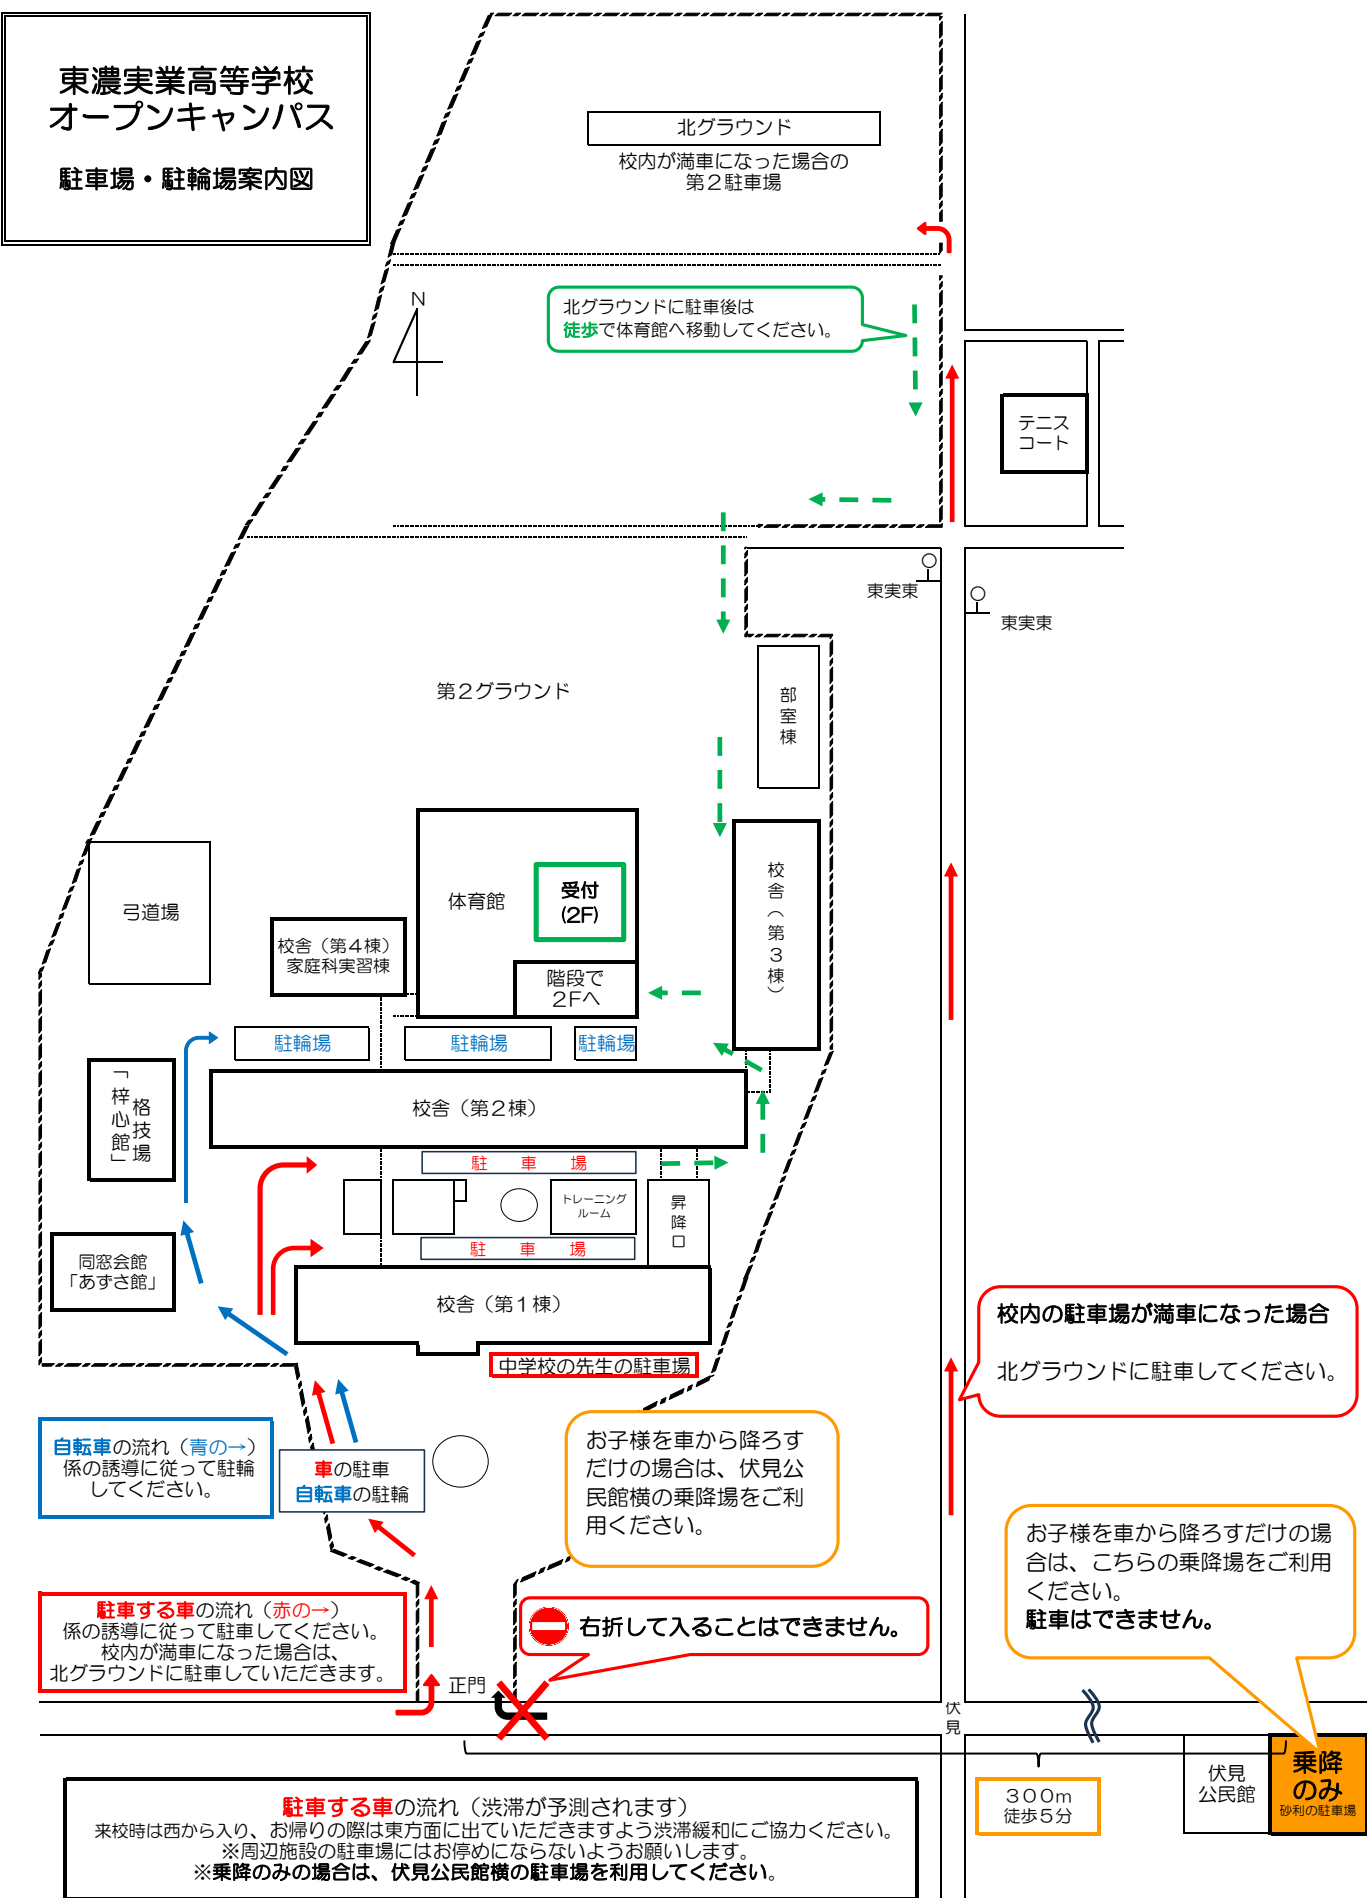 東濃実業高等学校
オープンキャンパス
駐車場・駐輪場案内図
北グラウンド
校内が満車になった場合の
第2駐車場
N
北グラウンドに駐車後は
徒歩で体育館へ移動してください。
テニス
コート
東実東
東実東
第2グラウンド
部室棟
校舎（第3棟）
体育館
受付
(2F)
階段で
2Fへ
弓道場
校舎（第4棟）
家庭科実習棟
駐輪場
駐輪場
駐輪場
格技場
「梓心館」
校舎（第2棟）
駐 車 場
トレーニング
ルーム
昇降口
駐 車 場
同窓会館
「あずさ館」
校舎（第1棟）
中学校の先生の駐車場
校内の駐車場が満車になった場合
北グラウンドに駐車してください。
自転車の流れ（青の→）
係の誘導に従って駐輪
してください。
車の駐車
自転車の駐輪
お子様を車から降ろす
だけの場合は、伏見公
民館横の乗降場をご利
用ください。
お子様を車から降ろすだけの場
合は、こちらの乗降場をご利用
ください。
駐車はできません。
駐車する車の流れ（赤の→）
係の誘導に従って駐車してください。
校内が満車になった場合は、
北グラウンドに駐車していただきます。
右折して入ることはできません。
正門
伏見
300m
徒歩5分
伏見
公民館
乗降
のみ
砂利の駐車場
駐車する車の流れ（渋滞が予測されます）
来校時は西から入り、お帰りの際は東方面に出ていただきますよう渋滞緩和にご協力ください。
※周辺施設の駐車場にはお停めにならないようお願いします。
※乗降のみの場合は、伏見公民館横の駐車場を利用してください。